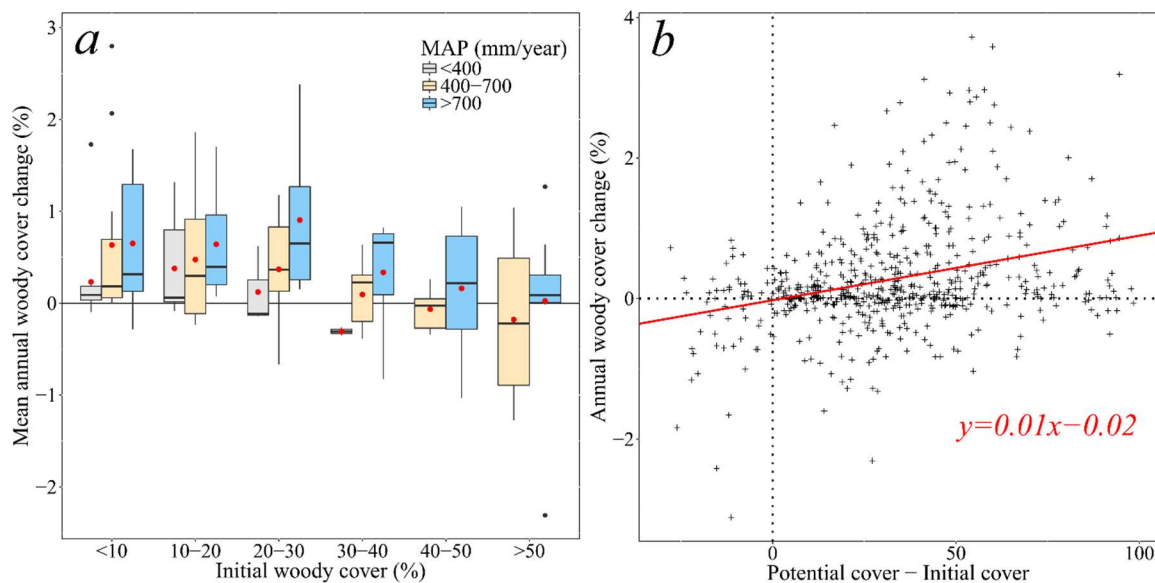 a
MAP (mm/year)
<400
400−700
>700
Mean annual woody cover change (%)
3
2
1
0
−1
−2
<10
10−20
20−30
30−40
40−50
>50
Initial woody cover (%)
b
Annual woody cover change (%)
4
2
0
−2
y=0.01x−0.02
0
50
100
Potential cover − Initial cover